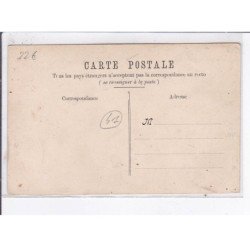 226
CARTE POSTALE
Tous les pays étrangers n'acceptent pas la correspondance au recto
(se renseigner à la poste)
Correspondance
Adresse
M